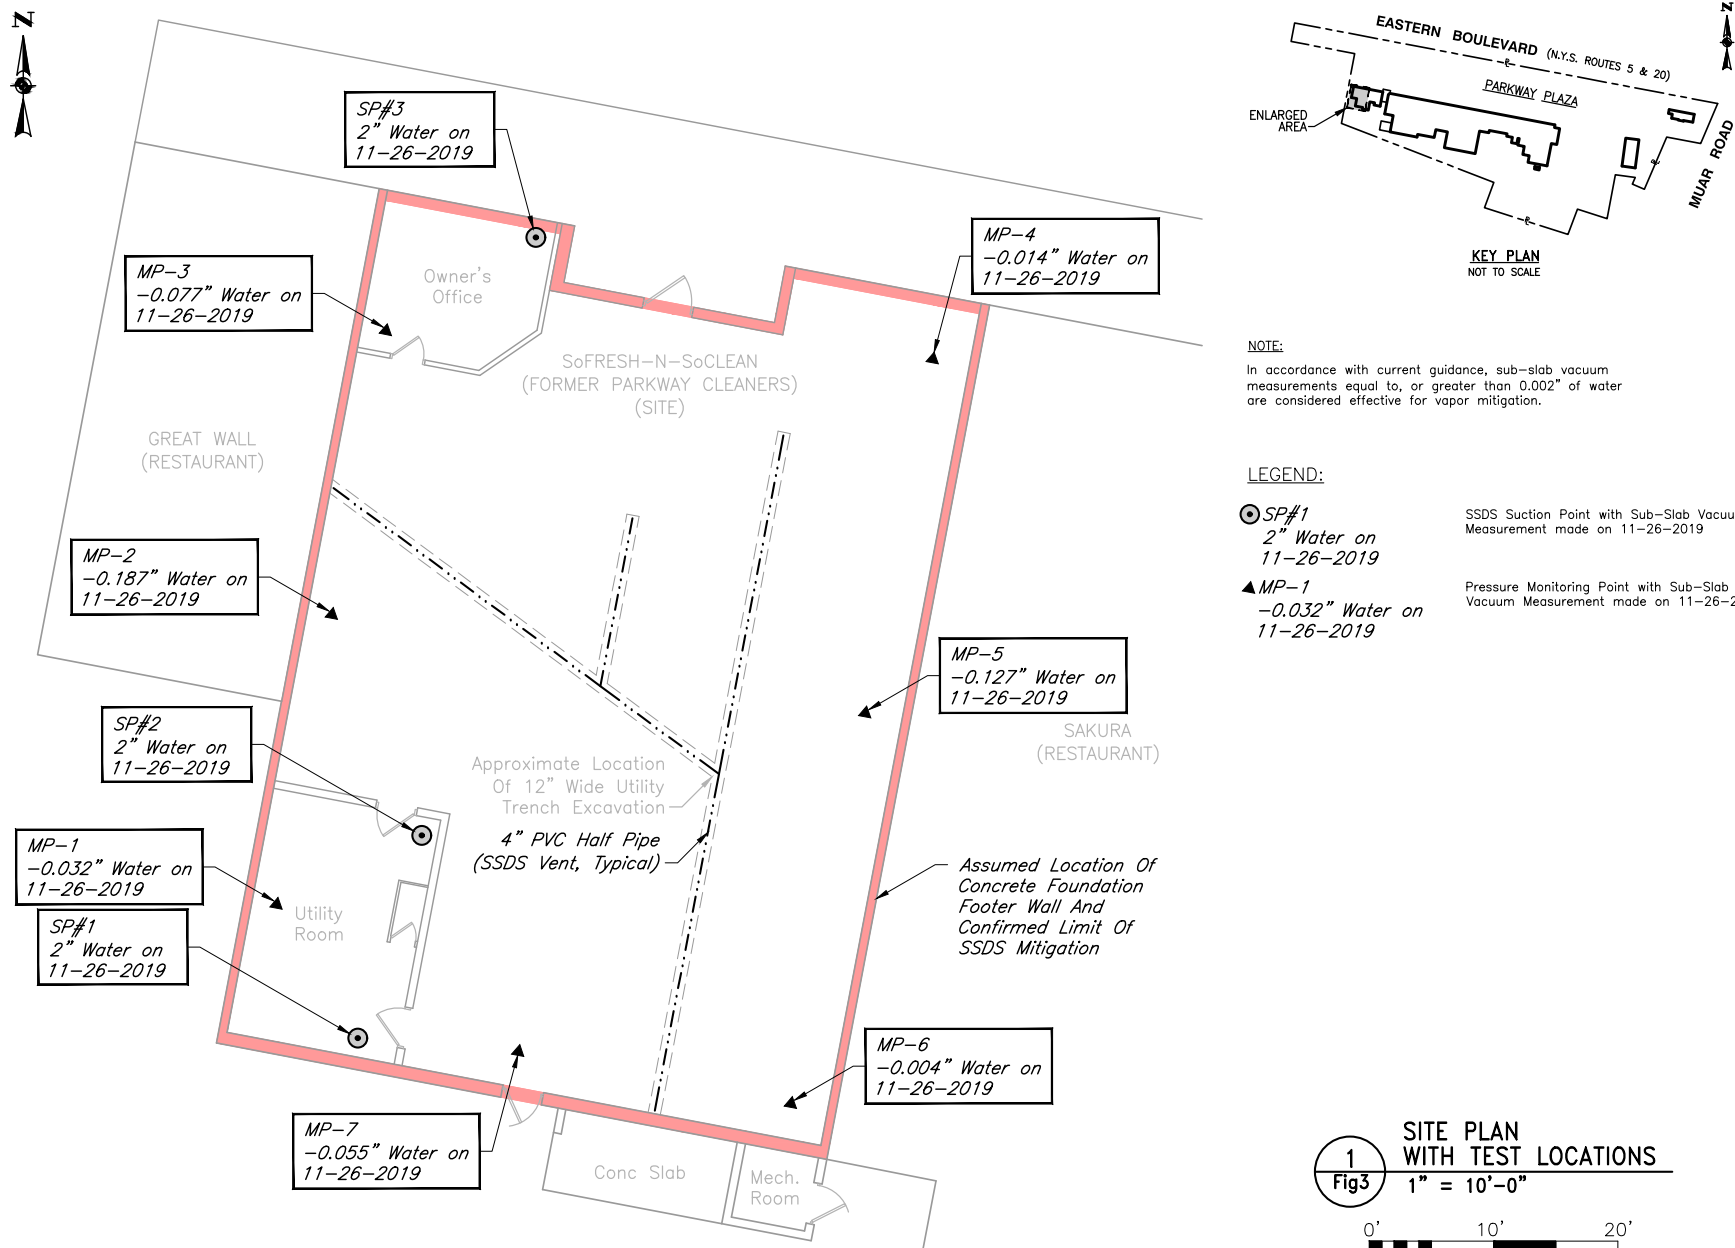 N
SP#3
2" Water on
11-26-2019
MP-3
-0.077" Water on
11-26-2019
Owner's
Office
MP-4
-0.014" Water on
11-26-2019
SoFRESH-N-SoCLEAN
(FORMER PARKWAY CLEANERS)
(SITE)
GREAT WALL
(RESTAURANT)
MP-2
-0.187" Water on
11-26-2019
MP-5
-0.127" Water on
11-26-2019
SAKURA
(RESTAURANT)
SP#2
2" Water on
11-26-2019
Approximate Location
Of 12" Wide Utility
Trench Excavation
4" PVC Half Pipe
(SSDS Vent, Typical)
MP-1
-0.032" Water on
11-26-2019
Utility
Room
SP#1
2" Water on
11-26-2019
Assumed Location Of
Concrete Foundation
Footer Wall And
Confirmed Limit Of
SSDS Mitigation
MP-6
-0.004" Water on
11-26-2019
MP-7
-0.055" Water on
11-26-2019
Conc Slab
Mech.
Room
N
EASTERN BOULEVARD (N.Y.S. ROUTES 5 & 20)
PARKWAY PLAZA
ENLARGED
AREA
MUAR ROAD
KEY PLAN
NOT TO SCALE
NOTE:
In accordance with current guidance, sub-slab vacuum
measurements equal to, or greater than 0.002" of water
are considered effective for vapor mitigation.
LEGEND:
SP#1
2" Water on
11-26-2019
SSDS Suction Point with Sub-Slab Vacuu
Measurement made on 11-26-2019
MP-1
-0.032" Water on
11-26-2019
Pressure Monitoring Point with Sub-Slab
Vacuum Measurement made on 11-26-2
1
Fig3
SITE PLAN
WITH TEST LOCATIONS
1" = 10'-0"
0' 10' 20'